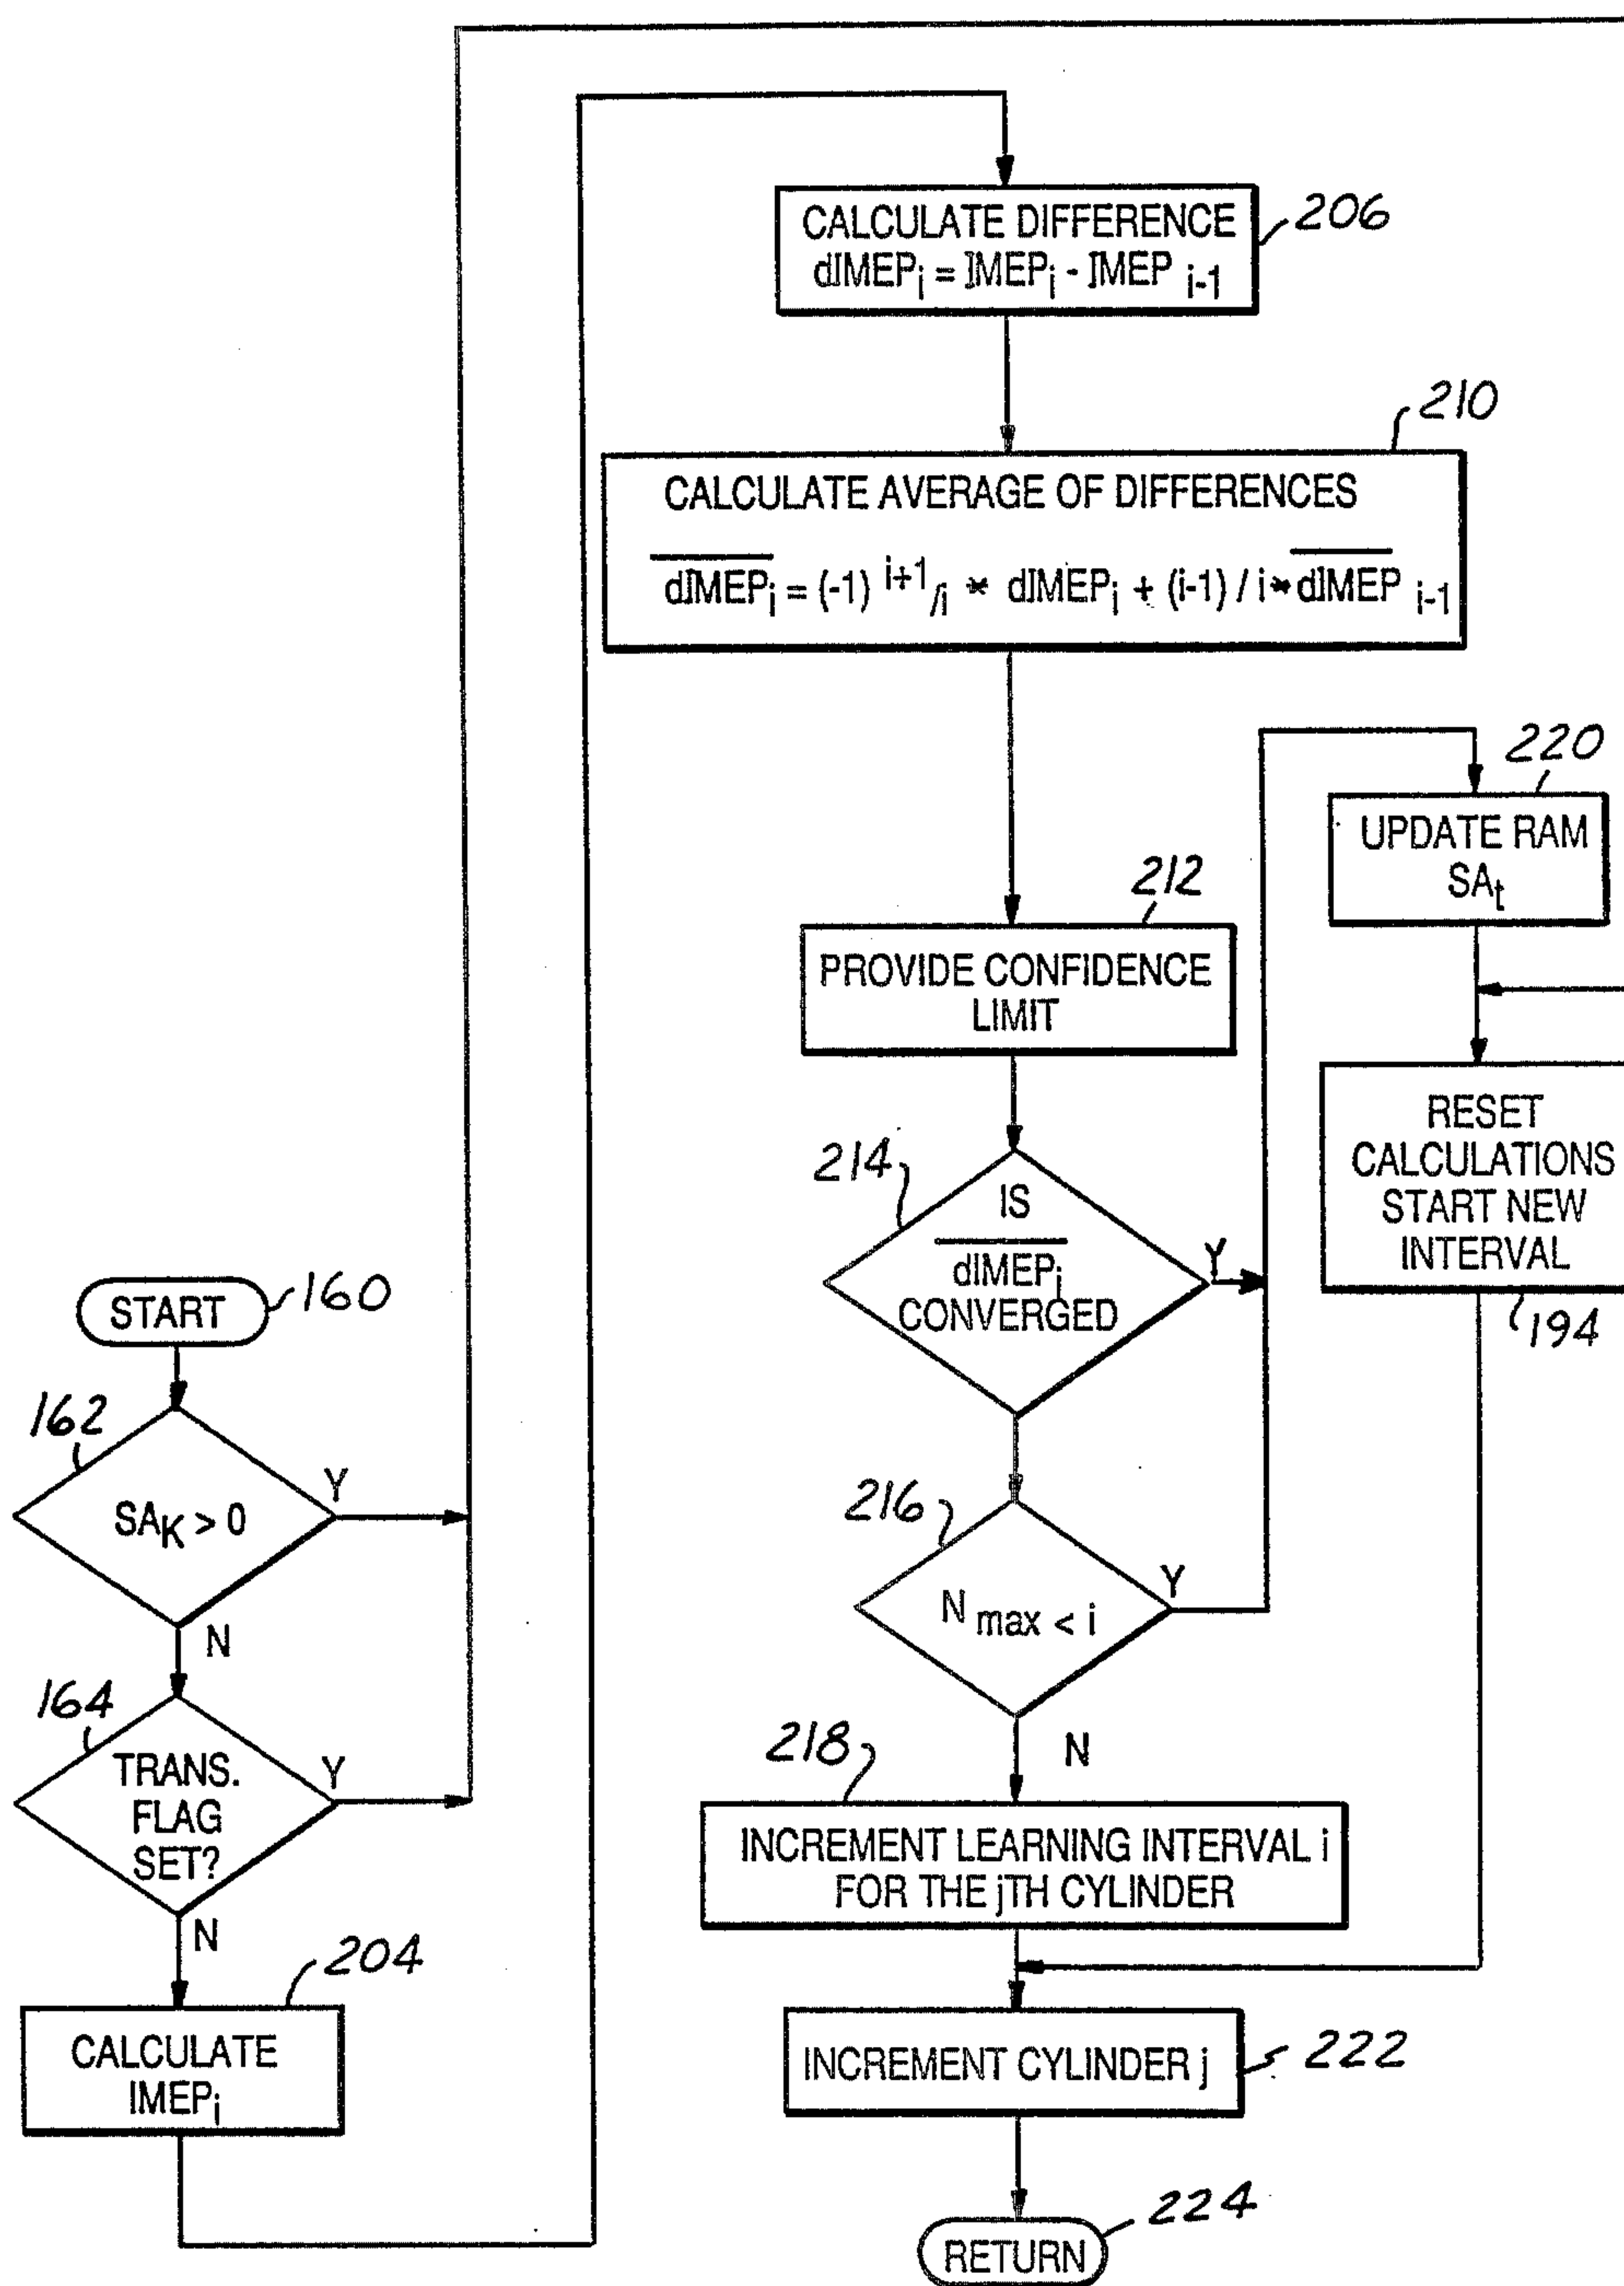 START
160
162
SAK > 0
Y
N
164
TRANS.
FLAG
SET?
Y
N
204
CALCULATE
IMEPi
206
CALCULATE DIFFERENCE
dIMEPi = IMEPi - IMEP i-1
210
CALCULATE AVERAGE OF DIFFERENCES
dIMEPi = (-1) i+1/i * dIMEPi + (i-1) / i * dIMEP i-1
212
PROVIDE CONFIDENCE
LIMIT
214
IS
dIMEPi
CONVERGED
Y
216
N max < i
Y
N
218
INCREMENT LEARNING INTERVAL i
FOR THE jTH CYLINDER
220
UPDATE RAM
SAt
RESET
CALCULATIONS
START NEW
INTERVAL
194
INCREMENT CYLINDER j
222
RETURN
224